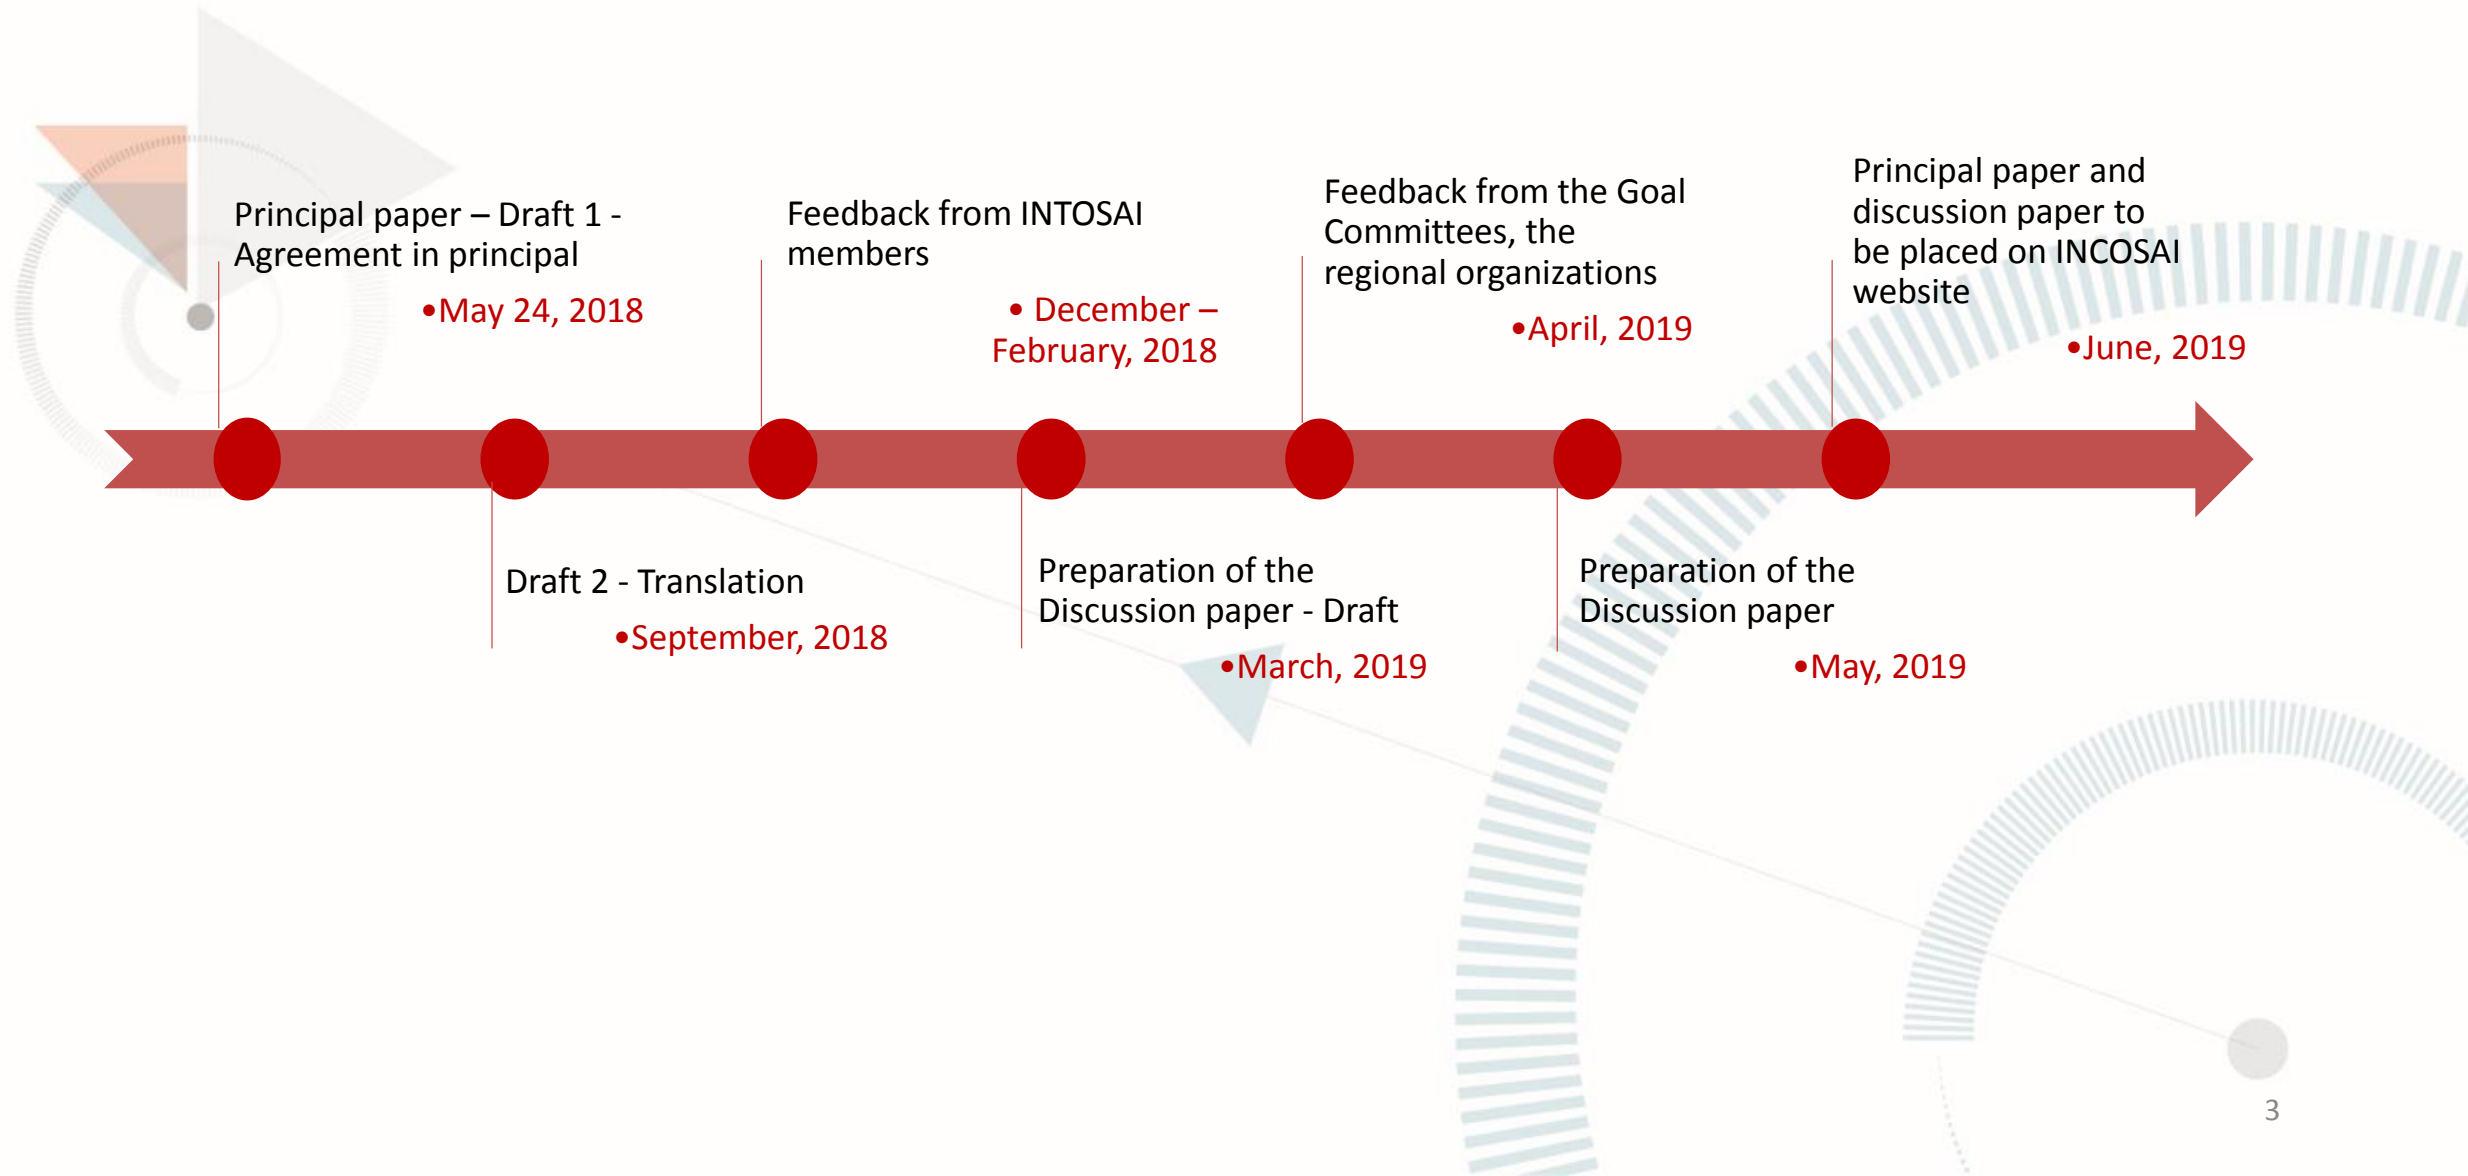 Principal paper – Draft 1 -
Agreement in principal
•May 24, 2018
Draft 2 - Translation
•September, 2018
Feedback from INTOSAI
members
• December –
February, 2018
Preparation of the
Discussion paper - Draft
•March, 2019
Feedback from the Goal
Committees, the
regional organizations
•April, 2019
Preparation of the
Discussion paper
•May, 2019
Principal paper and
discussion paper to
be placed on INCOSAI
website
•June, 2019
3